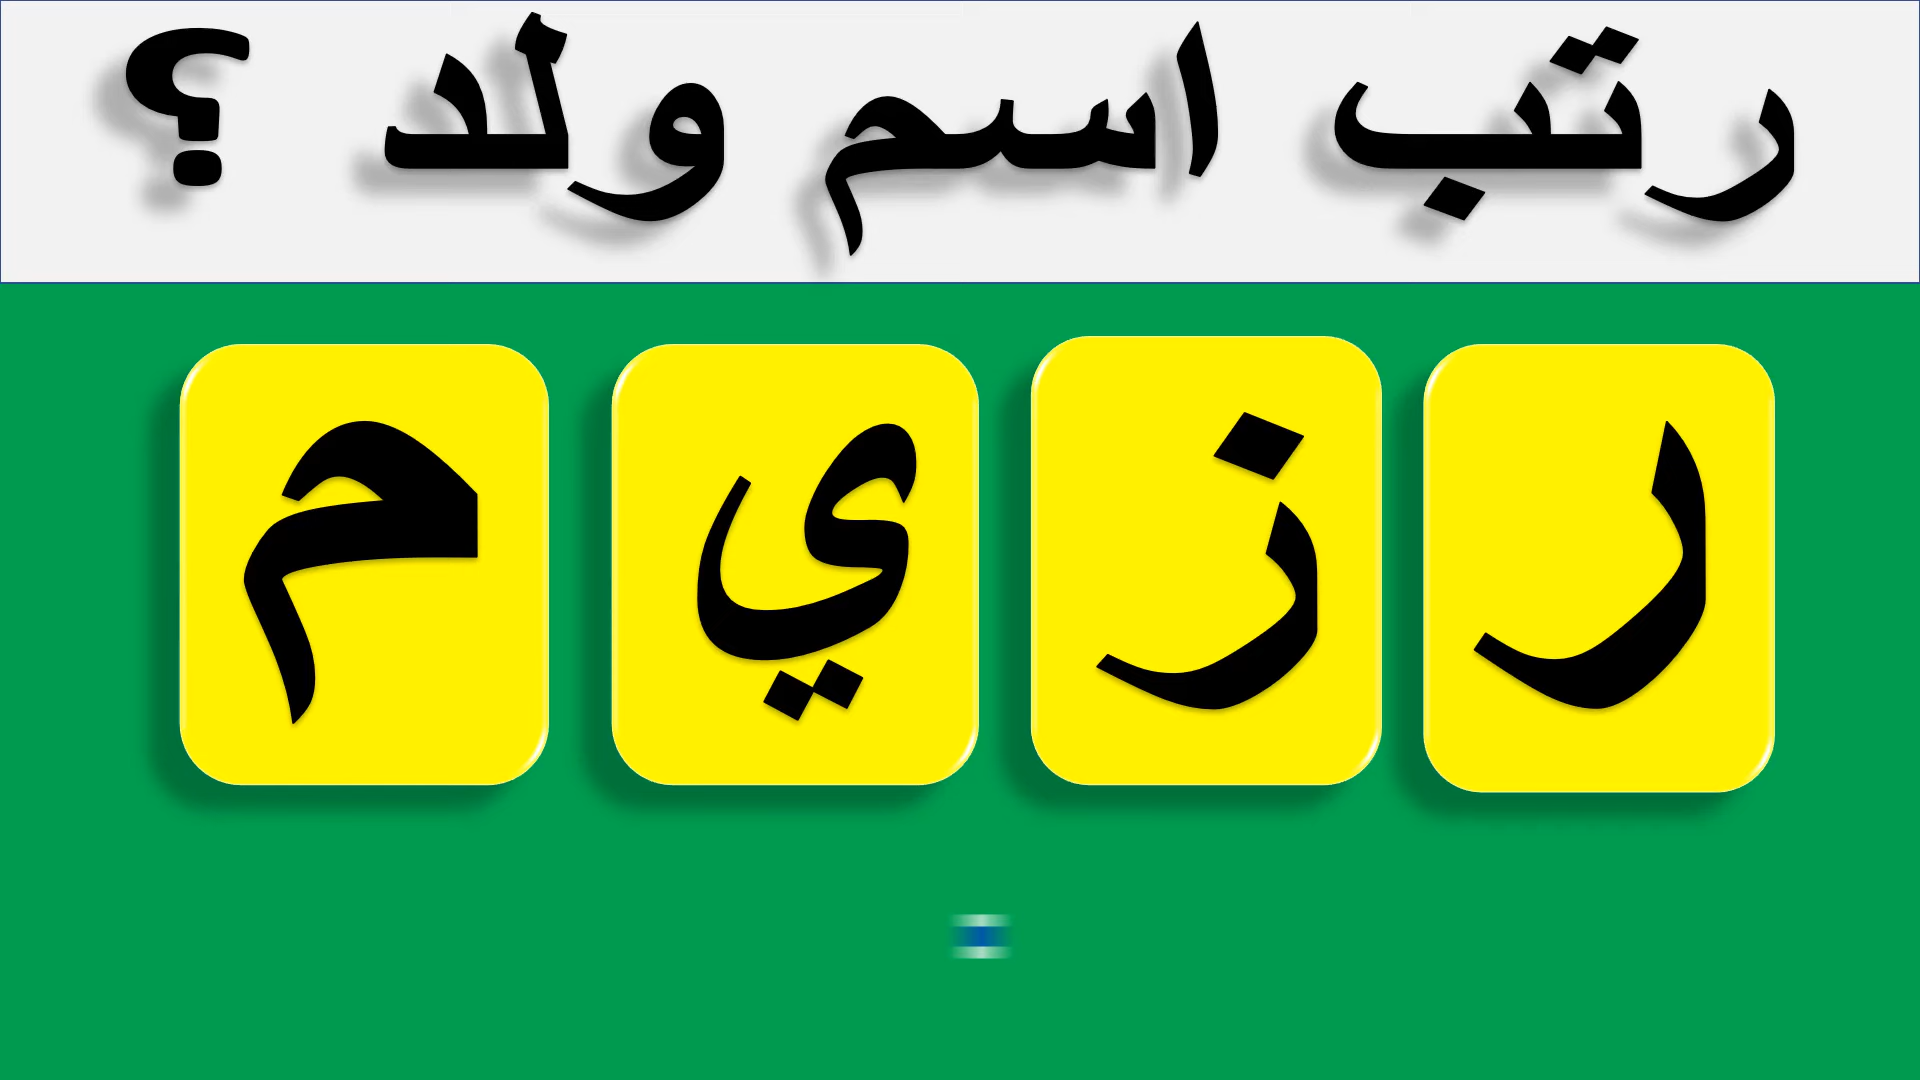 رتب اسم ولد ؟
ر ز ي م